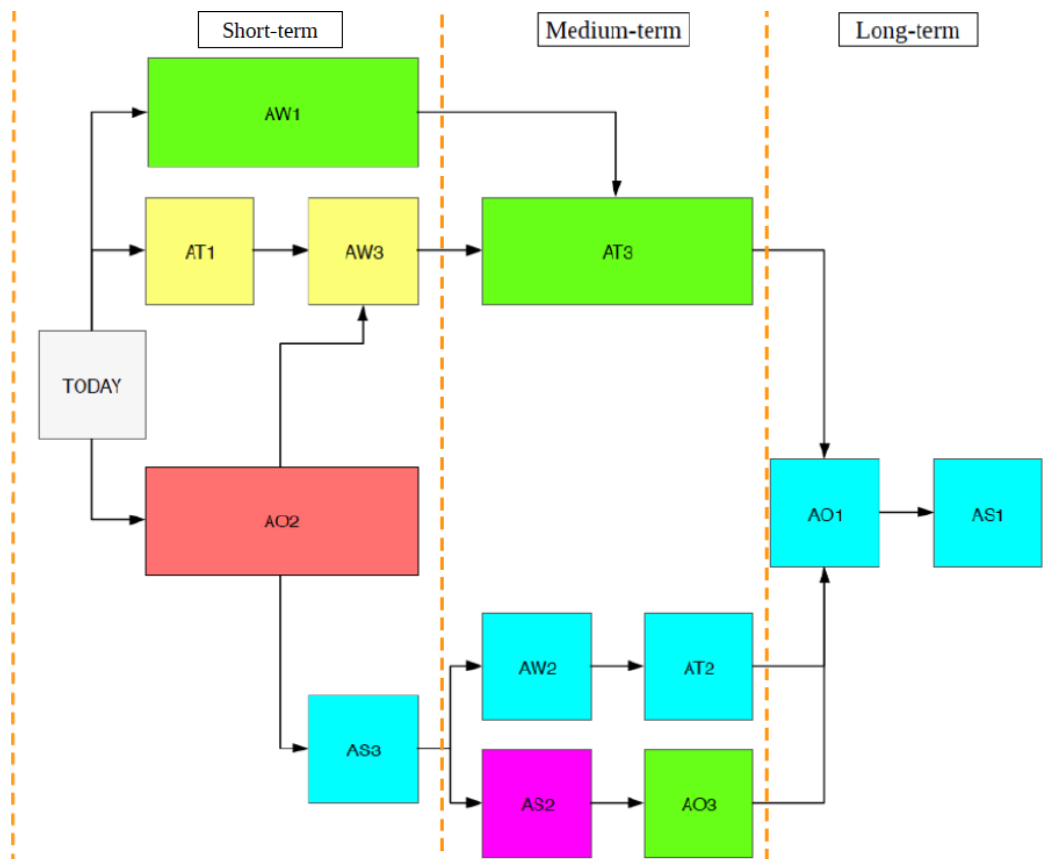 Short-term
Medium-term
Long-term
AW1
AT1
AW3
AT3
TODAY
AO2
AO1
AS1
AW2
AT2
AS3
AS2
AO3